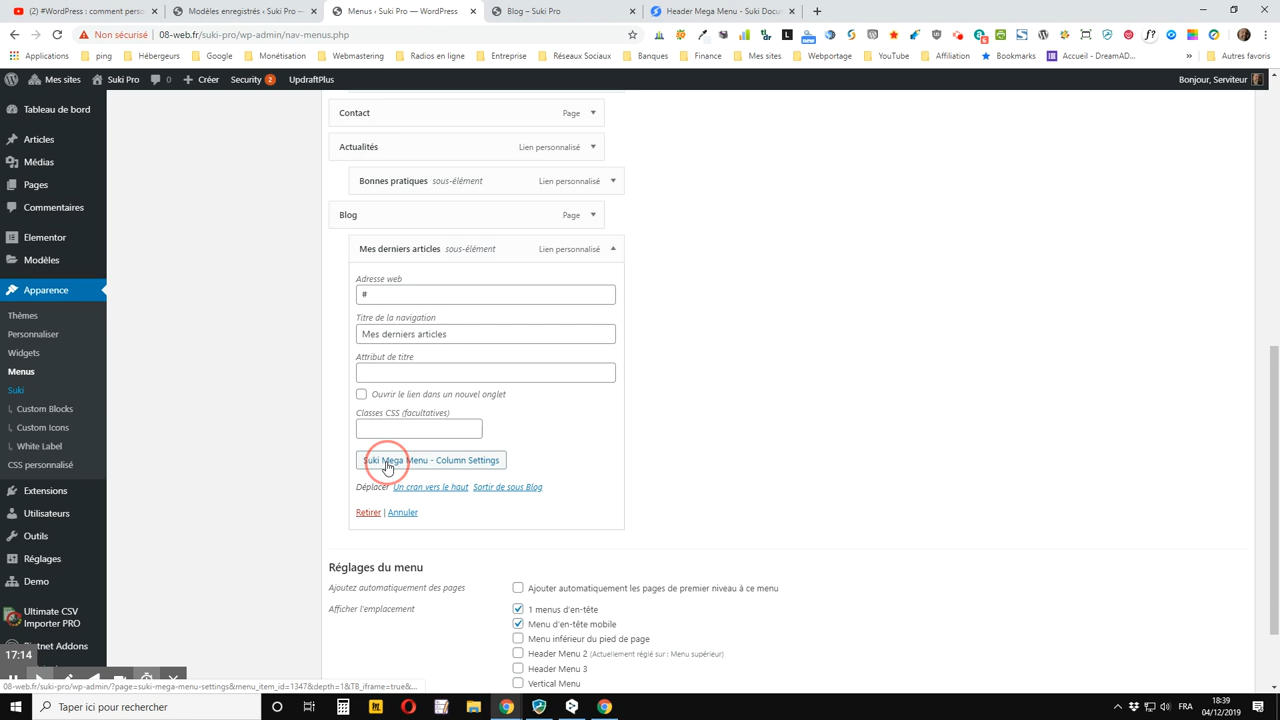 (2) #WordPress : comment perso
Modèles enregistrés ‹ Suki Pro —
Menus ‹ Suki Pro — WordPress
Blog – Suki Pro
Header Mega Menu - Suki Docu
Non sécurisé
08-web.fr/suki-pro/wp-admin/nav-menus.php
Applications
ping
Hébergeurs
Google
Monétisation
Webmastering
Radios en ligne
Entreprise
Réseaux Sociaux
Banques
Finance
Mes sites
Webportage
YouTube
Affiliation
Bookmarks
Accueil - DreamAD...
Autres favoris
Mes sites
Suki Pro
0
Créer
Security 2
UpdraftPlus
Bonjour, Serviteur
Tableau de bord
Articles
Médias
Pages
Commentaires
Elementor
Modèles
Apparence
Thèmes
Personnaliser
Widgets
Menus
Suki
Custom Blocks
Custom Icons
White Label
CSS personnalisé
Extensions
Utilisateurs
Outils
Réglages
Demo
Ultimate CSV
Importer PRO
Contact
Page
Actualités
Lien personnalisé
Bonnes pratiques sous-élément
Lien personnalisé
Blog
Page
Mes derniers articles sous-élément
Lien personnalisé
Adresse web
#
Titre de la navigation
Mes derniers articles
Attribut de titre
Ouvrir le lien dans un nouvel onglet
Classes CSS (facultatives)
Suki Mega Menu - Column Settings
Déplacer Un cran vers le haut Sortir de sous Blog
Retirer | Annuler
Réglages du menu
Ajoutez automatiquement des pages
Ajouter automatiquement les pages de premier niveau à ce menu
Afficher l'emplacement
1 menus d'en-tête
Menu d'en-tête mobile
Menu inférieur du pied de page
Header Menu 2 (Actuellement réglé sur : Menu supérieur)
Header Menu 3
Vertical Menu
17:14
08-web.fr/suki-pro/wp-admin/?page=suki-mega-menu-settings&menu_item_id=1347&depth=1&TB_iframe=true&...
Taper ici pour rechercher
FRA
18:39
04/12/2019